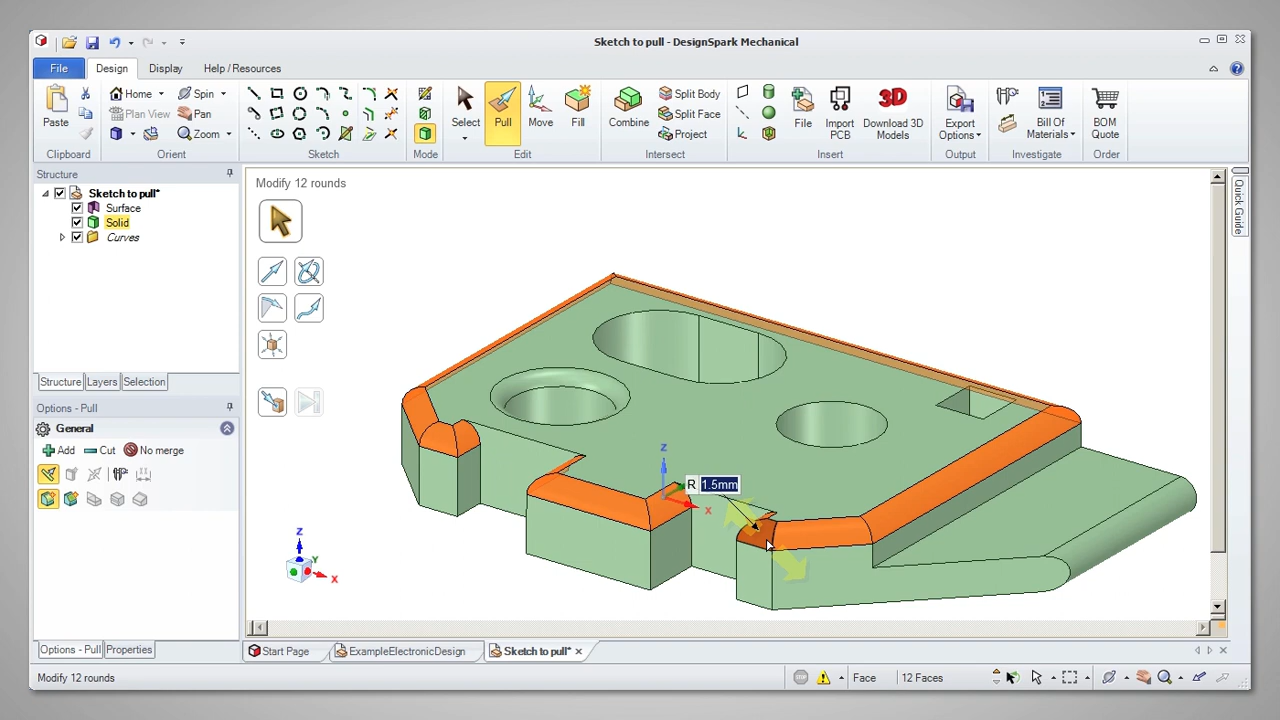 Sketch to pull - DesignSpark Mechanical
File Design Display Help / Resources
Paste Home Spin Select Pull Move Fill Combine Split Body File Import PCB Download 3D Models Export Options Bill Of Materials BOM Quote
Plan View Pan Split Face
Zoom Project
Clipboard Orient Sketch Mode Edit Intersect Insert Output Investigate Order
Structure
Sketch to pull*
Surface
Solid
Curves
Structure Layers Selection
Options - Pull
General
Add Cut No merge
Options - Pull Properties
Modify 12 rounds
Z
R 1.5mm
X
Z
Y
X
Quick Guide
Start Page ExampleElectronicDesign Sketch to pull*
Modify 12 rounds STOP Face 12 Faces